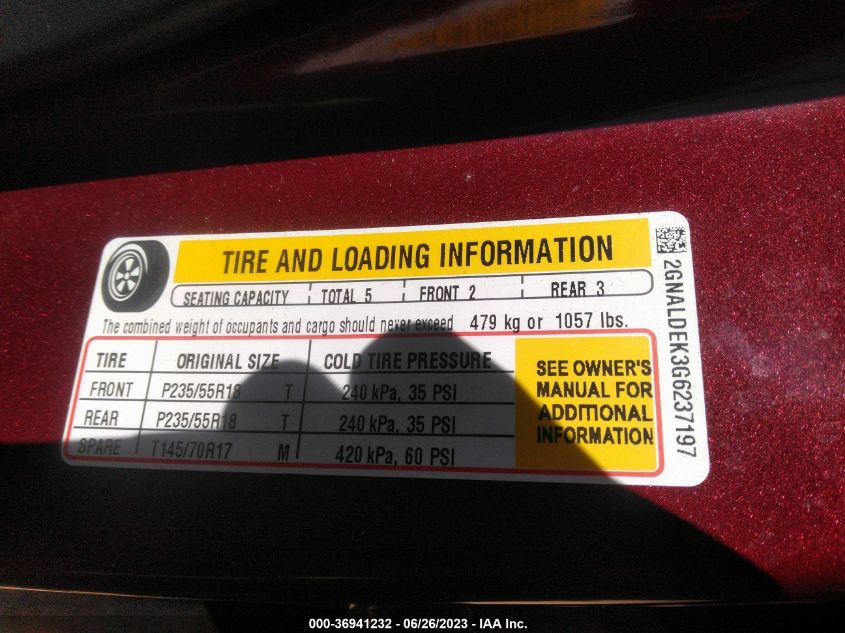 TIRE AND LOADING INFORMATION
SEATING CAPACITY TOTAL 5 FRONT 2 REAR 3
The combined weight of occupants and cargo should never exceed 479 kg or 1057 lbs.
TIRE ORIGINAL SIZE COLD TIRE PRESSURE
FRONT P235/55R18 T 240 kPa, 35 PSI
REAR P235/55R18 T 240 kPa, 35 PSI
SPARE T145/70R17 M 420 kPa, 60 PSI
SEE OWNER'S
MANUAL FOR
ADDITIONAL
INFORMATION
2GNALDEK3G6237197
000-36941232 - 06/26/2023 - IAA Inc.